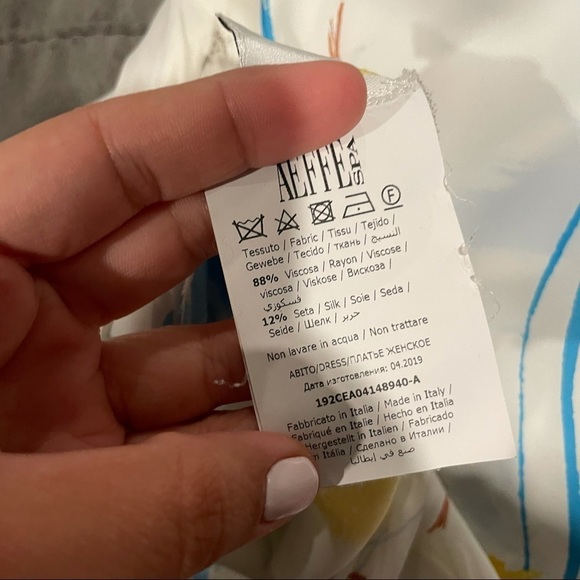 AEFFE SPA
F
Tessuto / Fabric / Tissu / Tejido /
Gewebe / Tecido / ткань / النسيج
88% Viscosa / Rayon / Viscose /
viscosa / Viskose / Вискоза /
فسكوزي
12% Seta / Silk / Soie / Seda /
Seide / Шелк / حرير
Non lavare in acqua / Non trattare
ABITO/DRESS/ПЛАТЬЕ ЖЕНСКОЕ
Дата изготовления: 04.2019
192CEA04148940-A
Fabbricato in Italia / Made in Italy /
Fabriqué en Italie / Hecho en Italia
Hergestellt in Italien / Fabricado
n Itália / Сделано в Италии /
صنع في إيطاليا